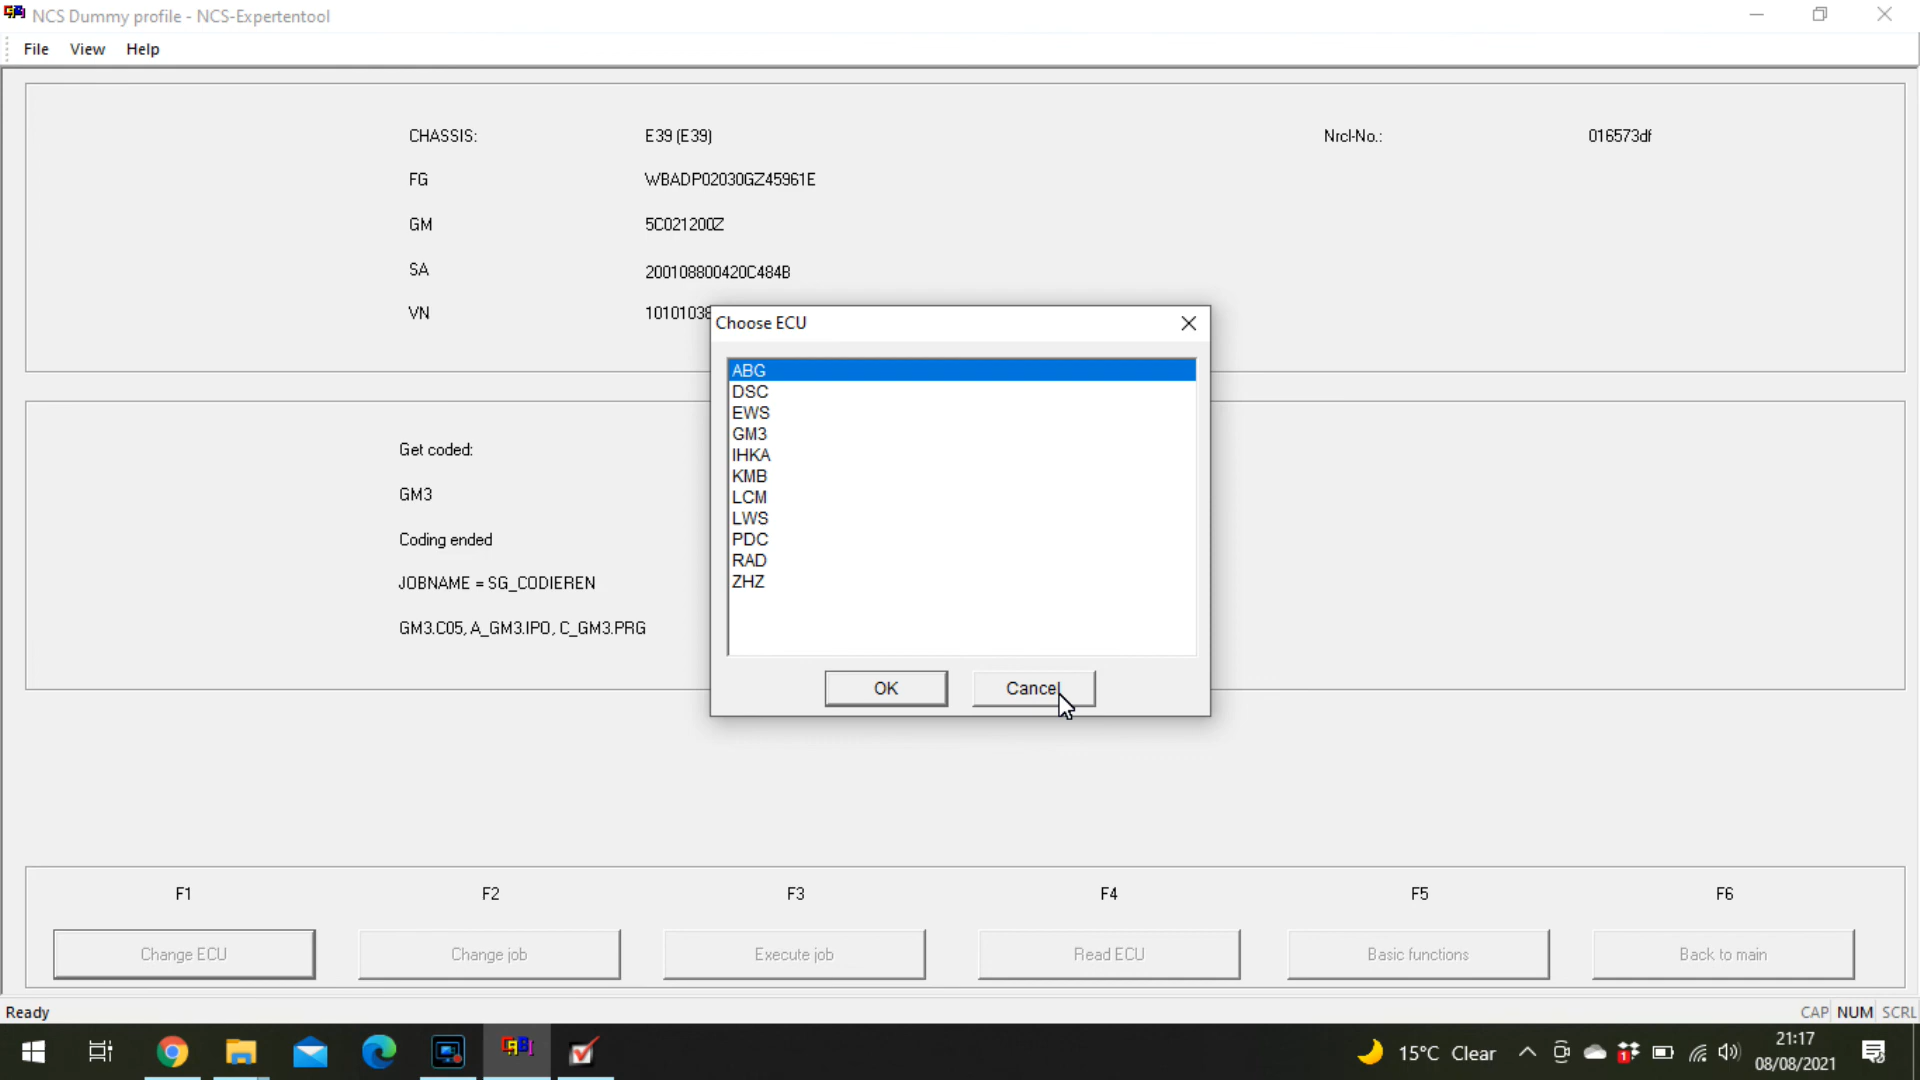 NCS Dummy profile - NCS-Expertentool
File View Help
CHASSIS: E39 (E39) Nrcl-No.: 016573df
FG WBADP02030GZ45961E
GM 5C021200Z
SA 200108800420C484B
VN 10101038
Choose ECU
ABG
DSC
EWS
GM3
IHKA
KMB
LCM
LWS
PDC
RAD
ZHZ
OK Cancel
Get coded:
GM3
Coding ended
JOBNAME = SG_CODIEREN
GM3.C05, A_GM3.IPO, C_GM3.PRG
F1 F2 F3 F4 F5 F6
Change ECU Change job Execute job Read ECU Basic functions Back to main
Ready CAP NUM SCRL
15°C Clear 1 21:17
08/08/2021